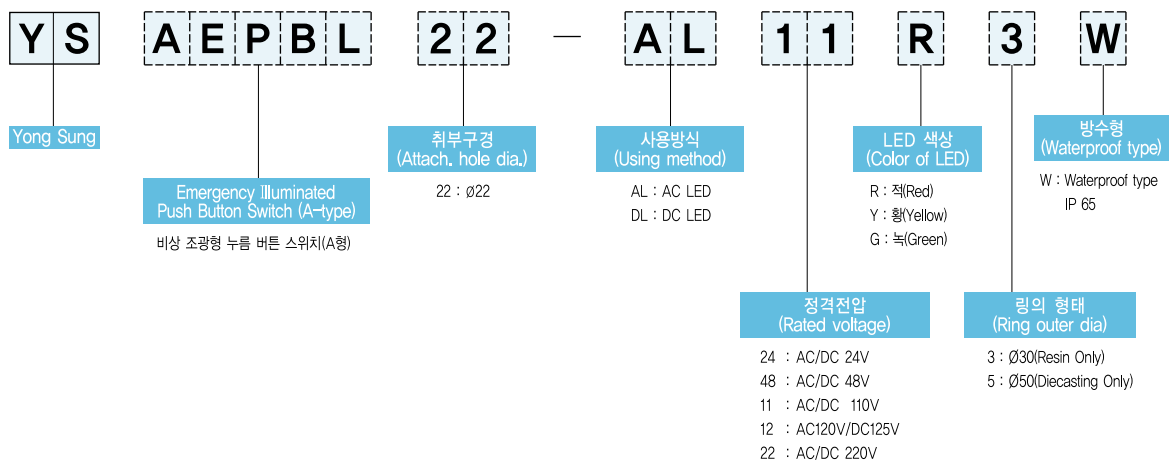 YS AEPBL 22 — AL 11 R 3 W
Yong Sung
Emergency Illuminated
Push Button Switch (A-type)
비상 조광형 누름 버튼 스위치(A형)
취부구경
(Attach. hole dia.)
22 : Ø22
사용방식
(Using method)
AL : AC LED
DL : DC LED
정격전압
(Rated voltage)
24 : AC/DC 24V
48 : AC/DC 48V
11 : AC/DC 110V
12 : AC120V/DC125V
22 : AC/DC 220V
LED 색상
(Color of LED)
R : 적(Red)
Y : 황(Yellow)
G : 녹(Green)
링의 형태
(Ring outer dia)
3 : Ø30(Resin Only)
5 : Ø50(Diecasting Only)
방수형
(Waterproof type)
W : Waterproof type
IP 65